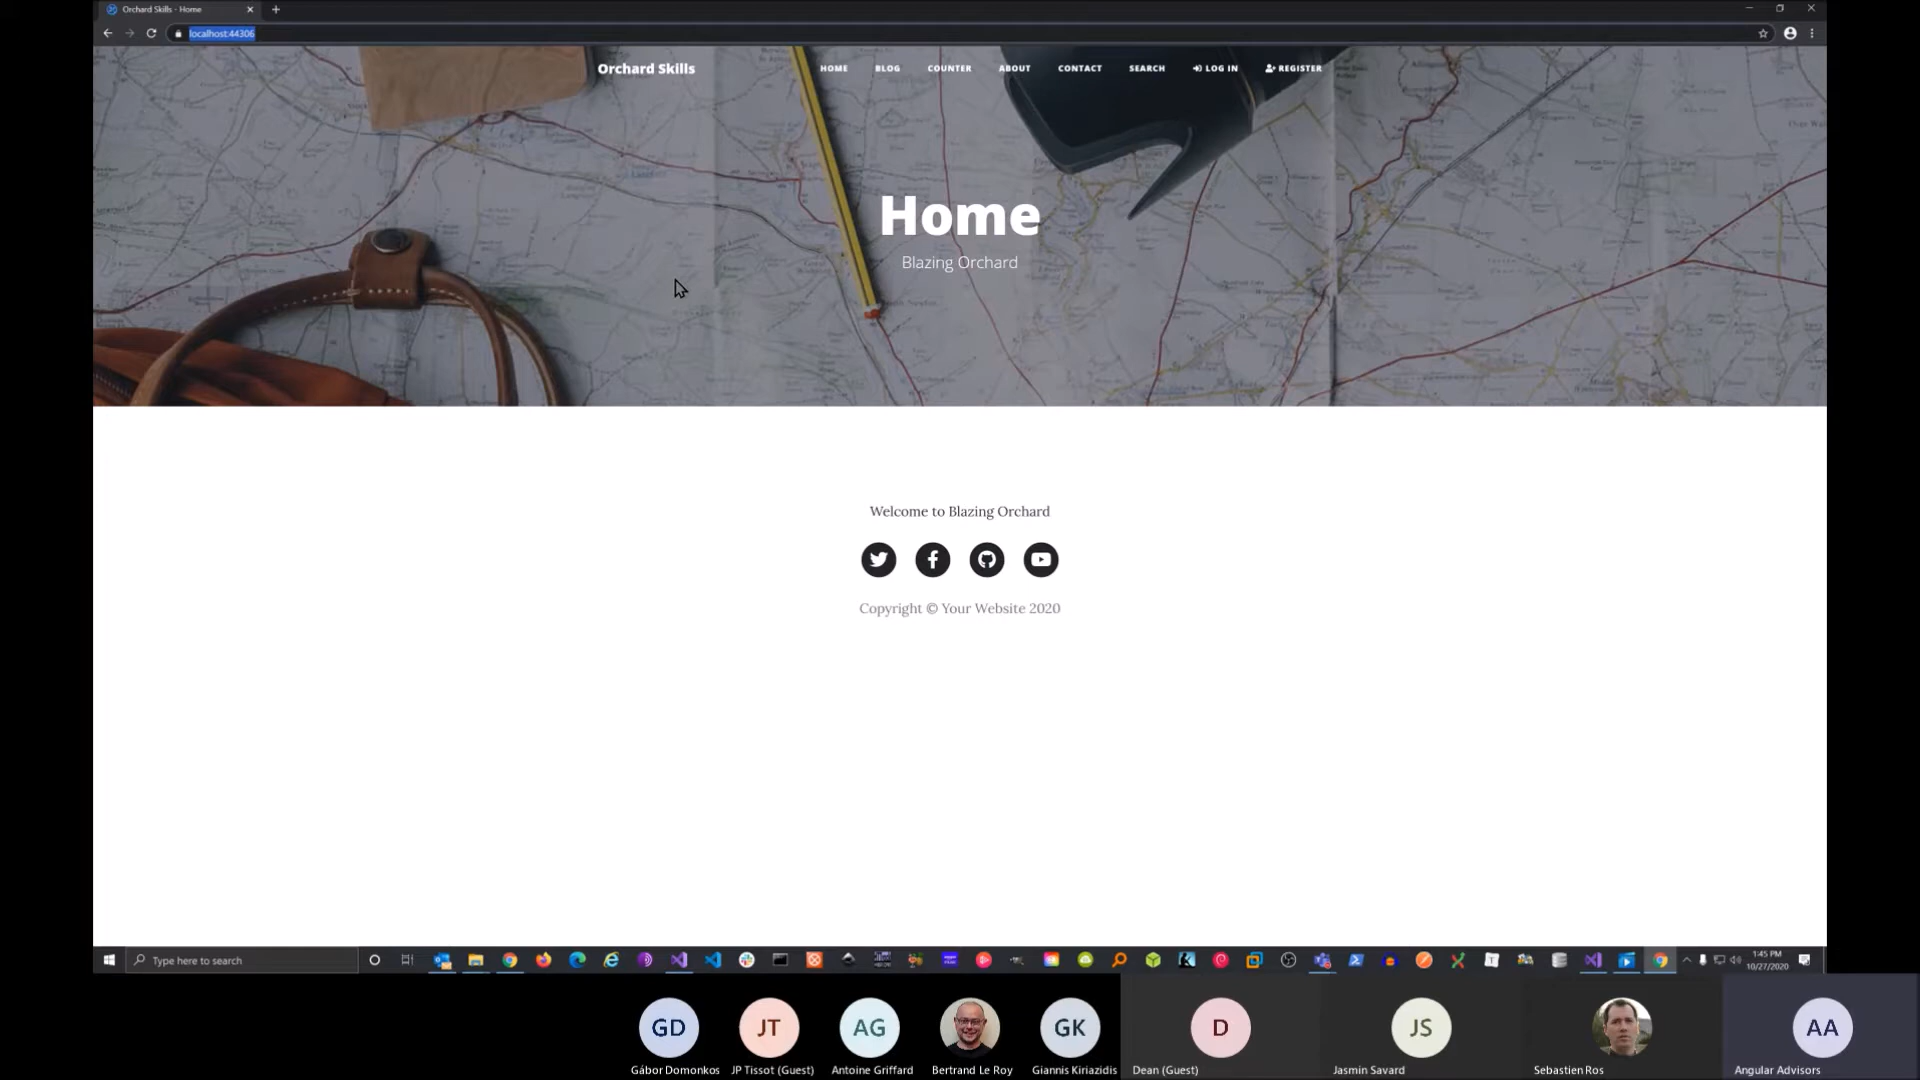 Orchard Skills - Home
localhost:44306
Orchard Skills
HOME
BLOG
COUNTER
ABOUT
CONTACT
SEARCH
LOG IN
REGISTER
Home
Blazing Orchard
Welcome to Blazing Orchard
Copyright © Your Website 2020
Type here to search
1:45 PM
10/27/2020
GD
JT
AG
GK
D
JS
AA
Gábor Domonkos
JP Tissot (Guest)
Antoine Griffard
Bertrand Le Roy
Giannis Kiriazidis
Dean (Guest)
Jasmin Savard
Sebastien Ros
Angular Advisors